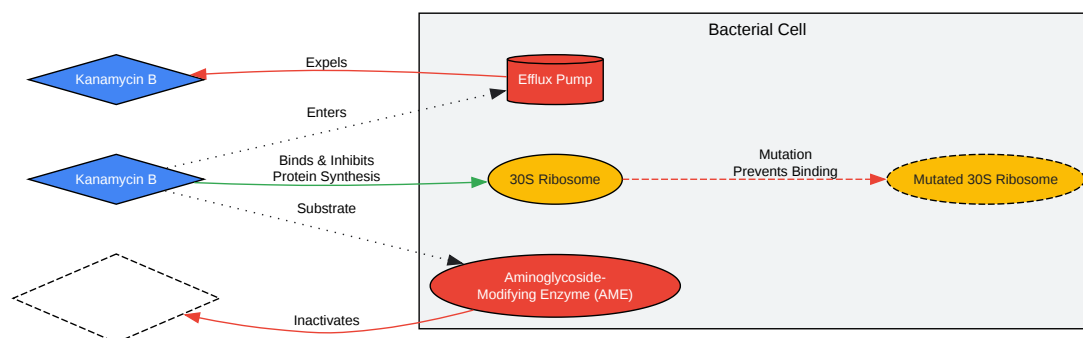 Bacterial Cell
Kanamycin B
Expels
Efflux Pump
Enters
Kanamycin B
Binds & Inhibits
Protein Synthesis
30S Ribosome
Mutation
Prevents Binding
Mutated 30S Ribosome
Substrate
Aminoglycoside-
Modifying Enzyme (AME)
Inactivates